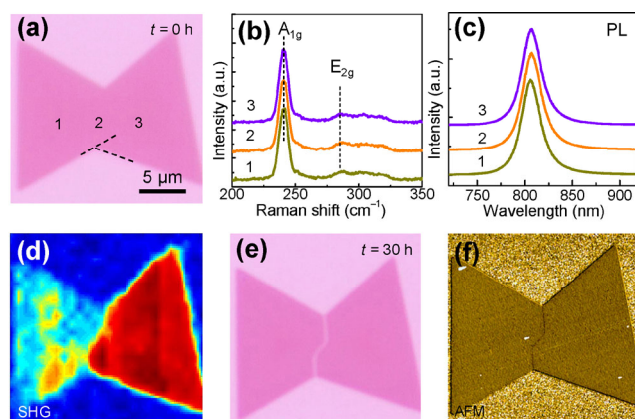 (a)
t = 0 h
1
2
3
5 μm
(b)
A1g
E2g
3
2
1
Intensity (a.u.)
200
250
300
350
Raman shift (cm⁻¹)
(c)
PL
3
2
1
Intensity (a.u.)
750
800
850
900
Wavelength (nm)
(d)
SHG
(e)
t = 30 h
(f)
AFM